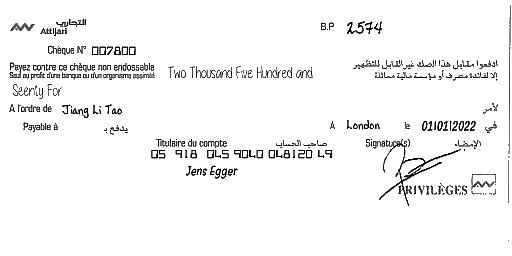 التجاري
Attijari
B.P 2574
Chèque N° 007800
Payez contre ce chèque non endossable
Sauf au profit d'une banque ou d'un organisme assimilé
Two Thousand Five Hundred and
ادفعوا مقابل هذا الصك غير القابل للتظهير
إلا لفائدة مصرف أو مؤسسة مالية مماثلة
Seenty For
A l'ordre de Jiang Li Tao
لأمر
Payable à
يدفع بـ
A London le 01/01/2022 في
Titulaire du compte صاحب الحساب
Signature(s) الإمضاء
05 918 045 9040 048120 49
Jens Egger
PRIVILÈGES